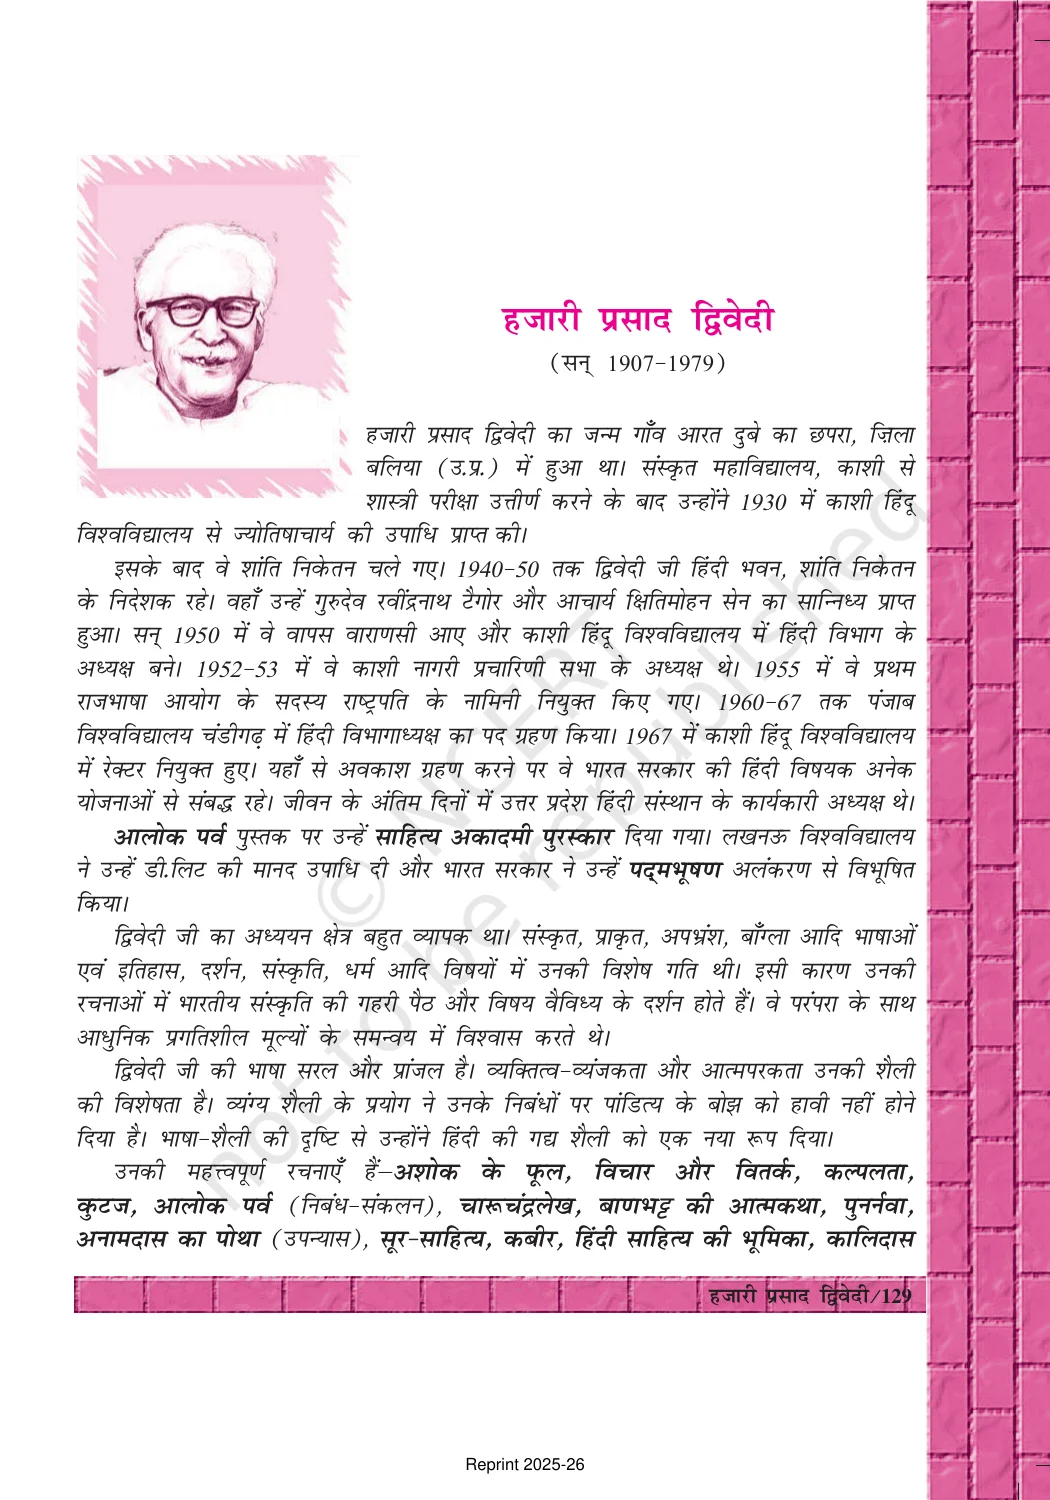 हजारी प्रसाद द्विवेदी
(सन् 1907-1979)
हजारी प्रसाद द्विवेदी का जन्म गाँव आरत दुबे का छपरा, ज़िला
बलिया (उ.प्र.) में हुआ था। संस्कृत महाविद्यालय, काशी से
शास्त्री परीक्षा उत्तीर्ण करने के बाद उन्होंने 1930 में काशी हिंदू
विश्वविद्यालय से ज्योतिषाचार्य की उपाधि प्राप्त की।
इसके बाद वे शांति निकेतन चले गए। 1940-50 तक द्विवेदी जी हिंदी भवन, शांति निकेतन
के निदेशक रहे। वहाँ उन्हें गुरुदेव रवींद्रनाथ टैगोर और आचार्य क्षितिमोहन सेन का सान्निध्य प्राप्त
हुआ। सन् 1950 में वे वापस वाराणसी आए और काशी हिंदू विश्वविद्यालय में हिंदी विभाग के
अध्यक्ष बने। 1952-53 में वे काशी नागरी प्रचारिणी सभा के अध्यक्ष थे। 1955 में वे प्रथम
राजभाषा आयोग के सदस्य राष्ट्रपति के नामिनी नियुक्त किए गए। 1960-67 तक पंजाब
विश्वविद्यालय चंडीगढ़ में हिंदी विभागाध्यक्ष का पद ग्रहण किया। 1967 में काशी हिंदू विश्वविद्यालय
में रेक्टर नियुक्त हुए। यहाँ से अवकाश ग्रहण करने पर वे भारत सरकार की हिंदी विषयक अनेक
योजनाओं से संबद्ध रहे। जीवन के अंतिम दिनों में उत्तर प्रदेश हिंदी संस्थान के कार्यकारी अध्यक्ष थे।
आलोक पर्व पुस्तक पर उन्हें साहित्य अकादमी पुरस्कार दिया गया। लखनऊ विश्वविद्यालय
ने उन्हें डी.लिट की मानद उपाधि दी और भारत सरकार ने उन्हें पद्मभूषण अलंकरण से विभूषित
किया।
द्विवेदी जी का अध्ययन क्षेत्र बहुत व्यापक था। संस्कृत, प्राकृत, अपभ्रंश, बाँग्ला आदि भाषाओं
एवं इतिहास, दर्शन, संस्कृति, धर्म आदि विषयों में उनकी विशेष गति थी। इसी कारण उनकी
रचनाओं में भारतीय संस्कृति की गहरी पैठ और विषय वैविध्य के दर्शन होते हैं। वे परंपरा के साथ
आधुनिक प्रगतिशील मूल्यों के समन्वय में विश्वास करते थे।
द्विवेदी जी की भाषा सरल और प्रांजल है। व्यक्तित्व-व्यंजकता और आत्मपरकता उनकी शैली
की विशेषता है। व्यंग्य शैली के प्रयोग ने उनके निबंधों पर पांडित्य के बोझ को हावी नहीं होने
दिया है। भाषा-शैली की दृष्टि से उन्होंने हिंदी की गद्य शैली को एक नया रूप दिया।
उनकी महत्त्वपूर्ण रचनाएँ हैं–अशोक के फूल, विचार और वितर्क, कल्पलता,
कुटज, आलोक पर्व (निबंध-संकलन), चारूचंद्रलेख, बाणभट्ट की आत्मकथा, पुनर्नवा,
अनामदास का पोथा (उपन्यास), सूर-साहित्य, कबीर, हिंदी साहित्य की भूमिका, कालिदास
हजारी प्रसाद द्विवेदी/129
© NCERT
not to be republished
Reprint 2025-26